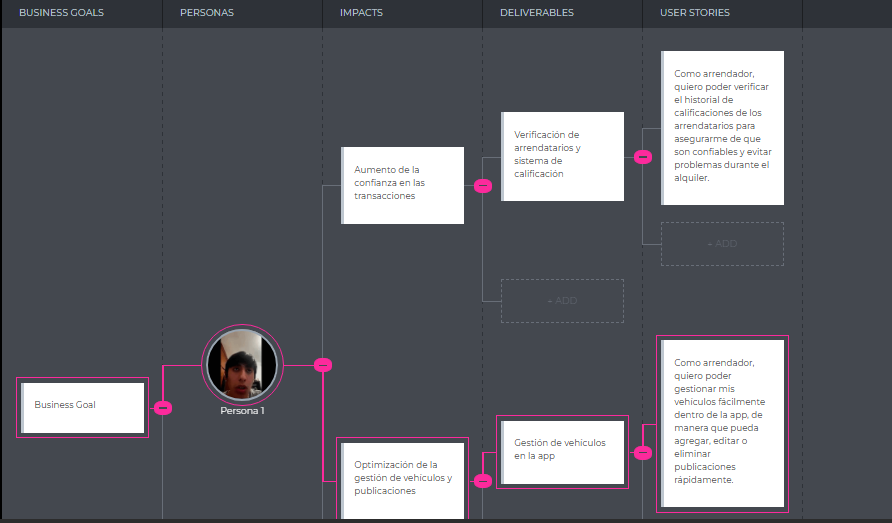 BUSINESS GOALS
PERSONAS
IMPACTS
DELIVERABLES
USER STORIES
Como arrendador,
quiero poder verificar
el historial de
calificaciones de los
arrendatarios para
asegurarme de que
son confiables y evitar
problemas durante el
alquiler.
Verificación de
arrendatarios y
sistema de
calificación
Aumento de la
confianza en las
transacciones
+ ADD
+ ADD
Business Goal
Persona 1
Como arrendador,
quiero poder
gestionar mis
vehículos fácilmente
dentro de la app, de
manera que pueda
agregar, editar o
eliminar
publicaciones
rápidamente.
Gestión de vehículos
en la app
Optimización de la
gestión de vehículos y
publicaciones